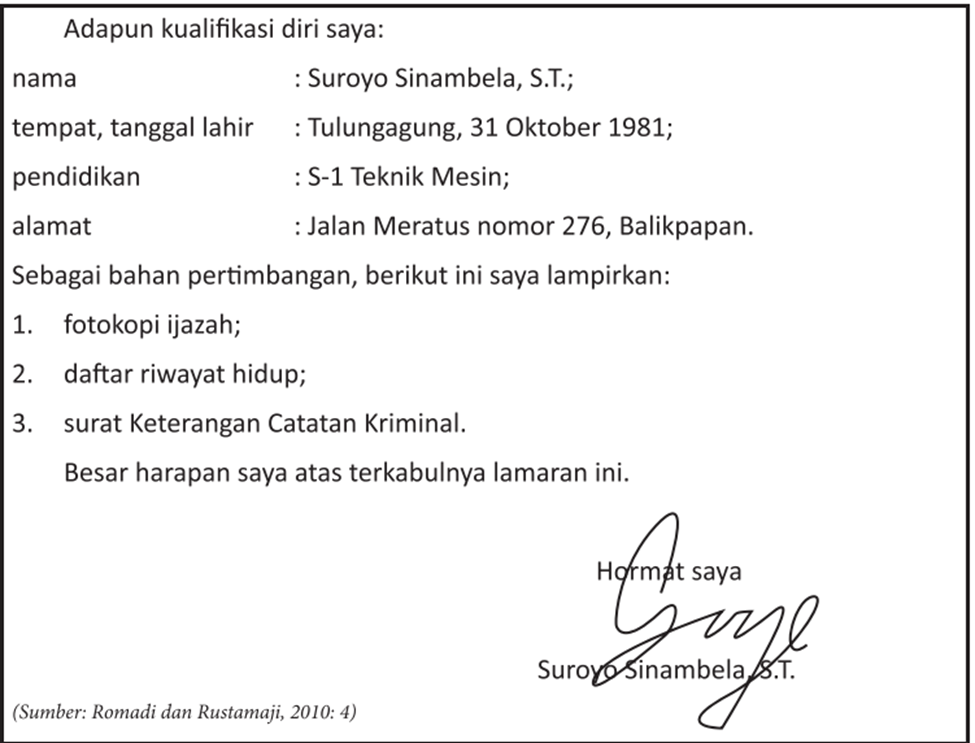 Adapun kualifikasi diri saya:
nama : Suroyo Sinambela, S.T.;
tempat, tanggal lahir : Tulungagung, 31 Oktober 1981;
pendidikan : S-1 Teknik Mesin;
alamat : Jalan Meratus nomor 276, Balikpapan.
Sebagai bahan pertimbangan, berikut ini saya lampirkan:
1. fotokopi ijazah;
2. daftar riwayat hidup;
3. surat Keterangan Catatan Kriminal.
Besar harapan saya atas terkabulnya lamaran ini.
Hormat saya
Suroyo Sinambela, S.T.
(Sumber: Romadi dan Rustamaji, 2010: 4)